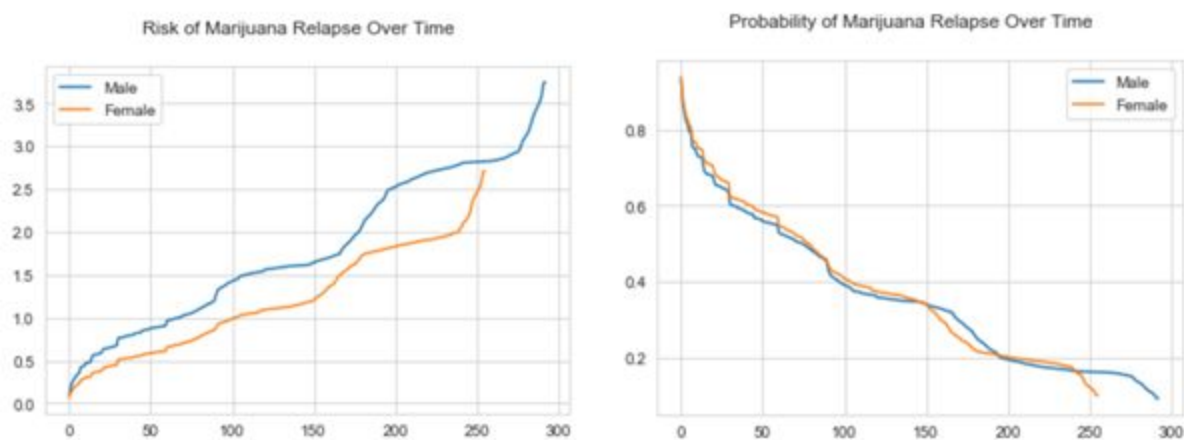 Risk of Marijuana Relapse Over Time
Male
Female
3.5
3.0
2.5
2.0
1.5
1.0
0.5
0.0
0 50 100 150 200 250 300
Probability of Marijuana Relapse Over Time
Male
Female
0.8
0.6
0.4
0.2
0 50 100 150 200 250 300